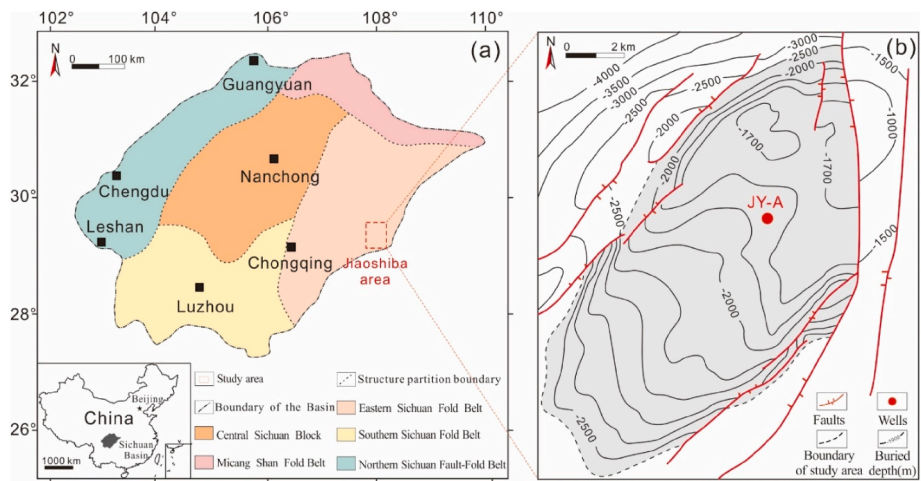 102° 104° 106° 108° 110°
32°
30°
28°
26°
N
0 100 km
(a)
Guangyuan
Nanchong
Chengdu
Leshan
Chongqing
Jiaoshiba
area
Luzhou
China
Beijing
Sichuan
Basin
1000 km
Study area
Structure partition boundary
Boundary of the Basin
Eastern Sichuan Fold Belt
Central Sichuan Block
Southern Sichuan Fold Belt
Micang Shan Fold Belt
Northern Sichuan Fault-Fold Belt
N
0 2 km
(b)
-4000
-3500
-3000
-2500
-2500
-2000
-2000
-3000
-2500
-2000
-1500
-1000
-1700
-1700
JY-A
-2500
-1500
-2000
-2000
-2500
Faults
Wells
Boundary
of study area
Buried
depth(m)